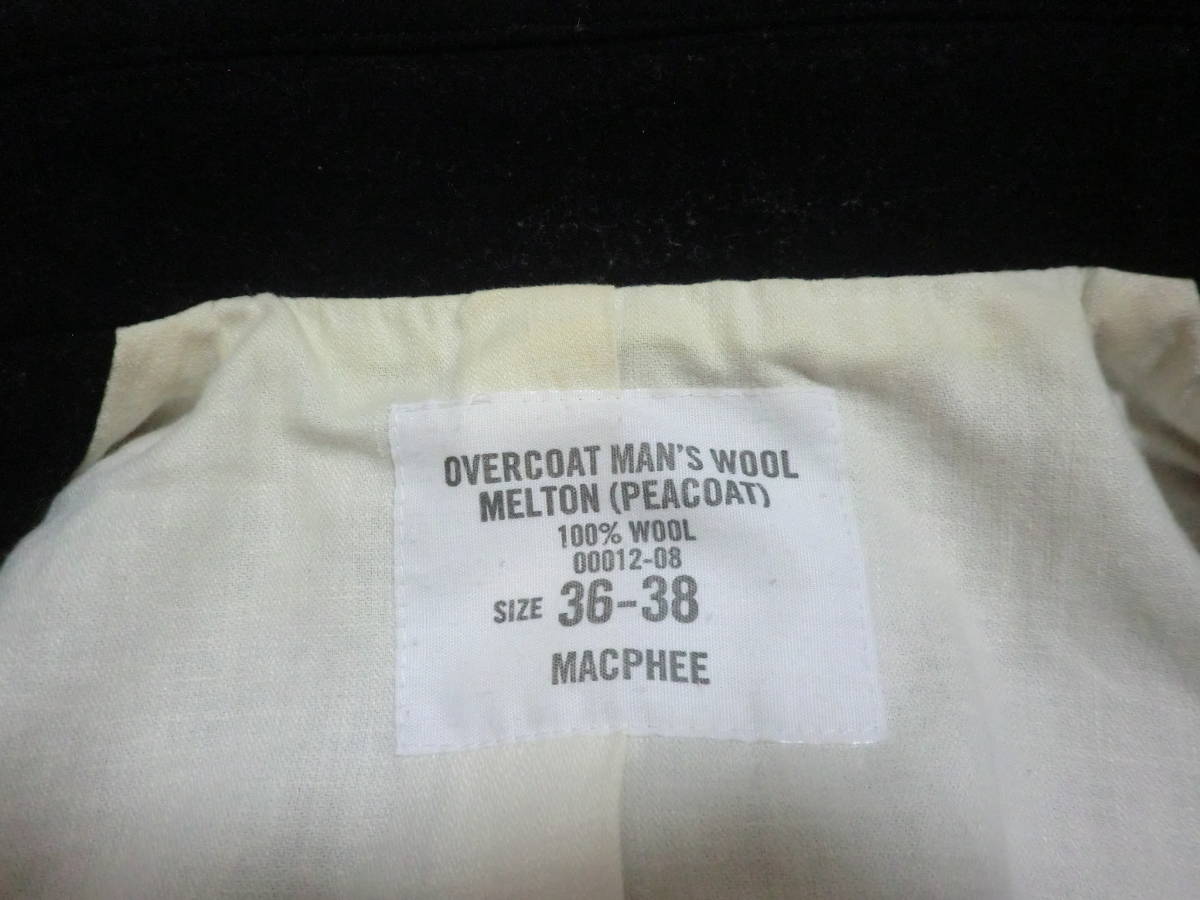 OVERCOAT MAN'S WOOL
MELTON (PEACOAT)
100% WOOL
00012-08
SIZE 36-38
MACPHEE